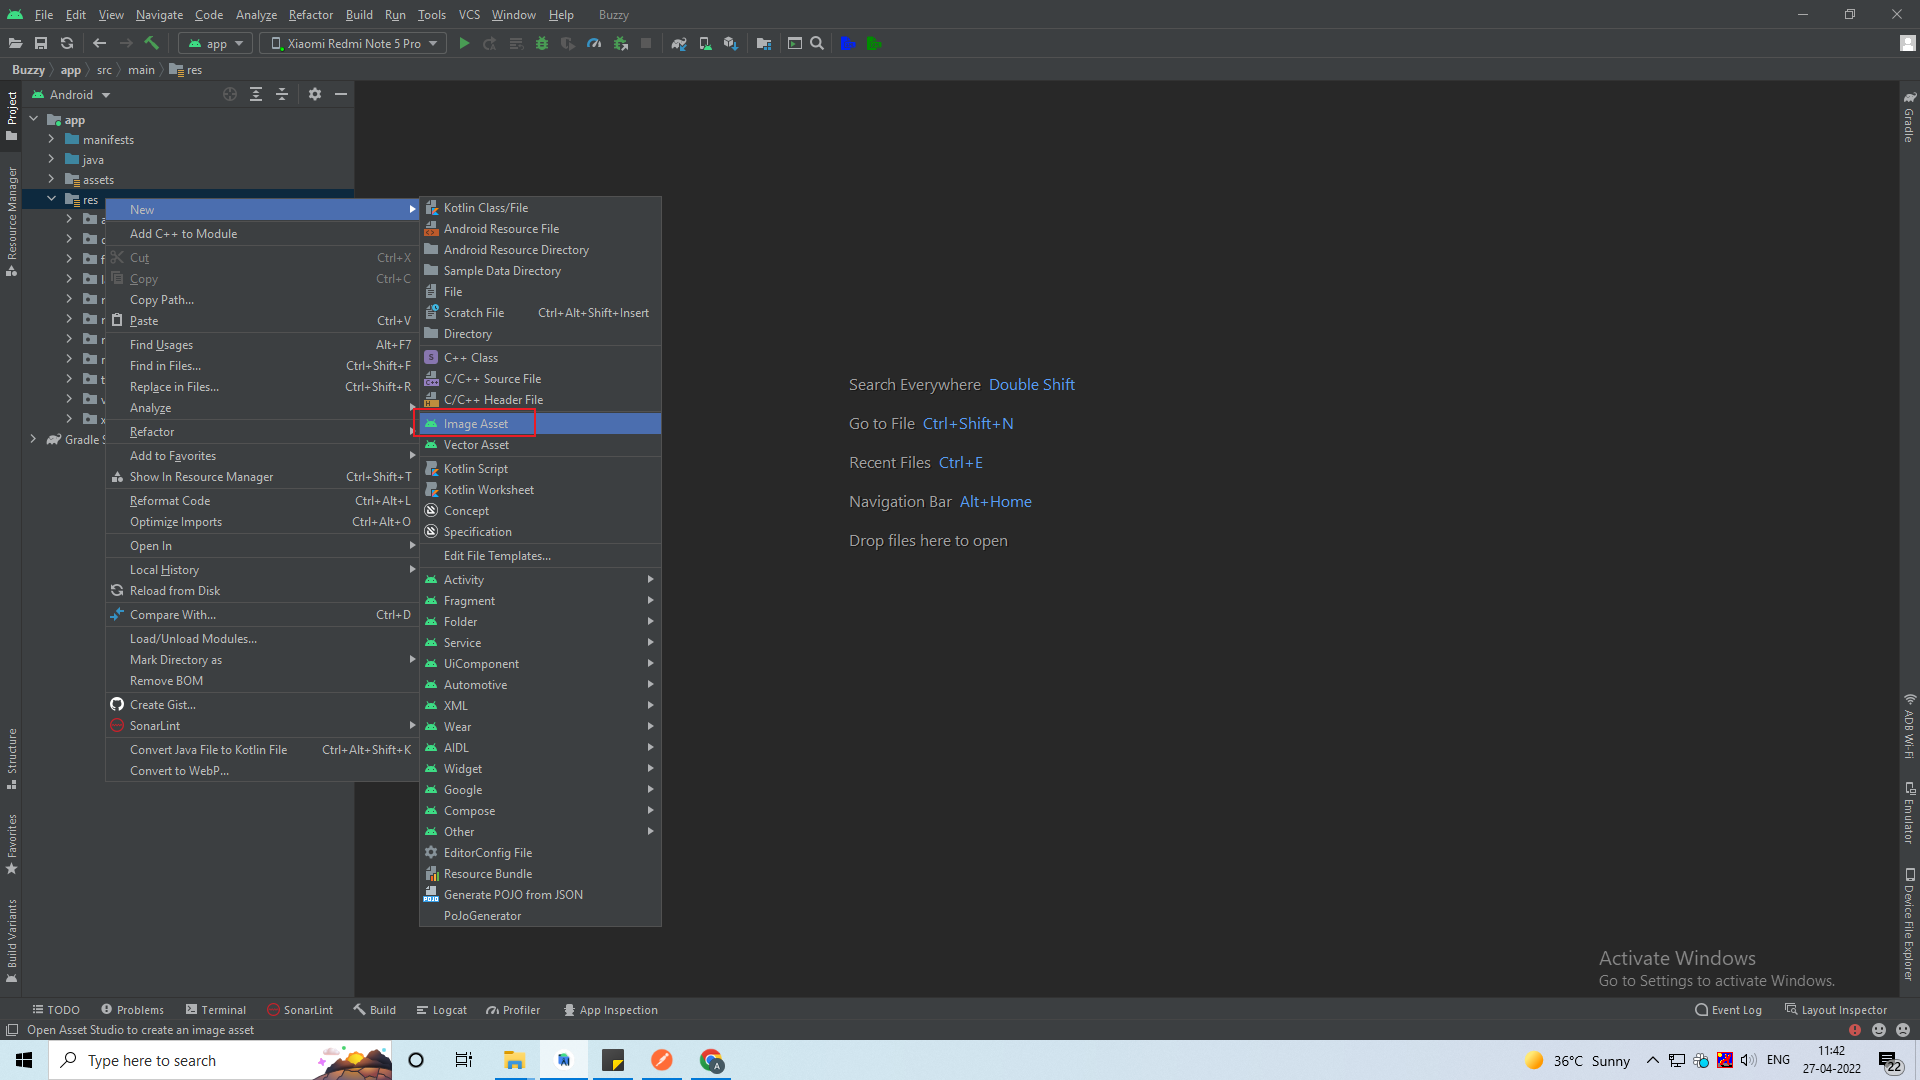 File Edit View Navigate Code Analyze Refactor Build Run Tools VCS Window Help Buzzy
app Xiaomi Redmi Note 5 Pro
Buzzy app src main res
Project
Resource Manager
Structure
Favorites
Build Variants
Android
app
manifests
java
assets
res
Gradle S
New
Add C++ to Module
Cut Ctrl+X
Copy Ctrl+C
Copy Path...
Paste Ctrl+V
Find Usages Alt+F7
Find in Files... Ctrl+Shift+F
Replace in Files... Ctrl+Shift+R
Analyze
Refactor
Add to Favorites
Show In Resource Manager Ctrl+Shift+T
Reformat Code Ctrl+Alt+L
Optimize Imports Ctrl+Alt+O
Open In
Local History
Reload from Disk
Compare With... Ctrl+D
Load/Unload Modules...
Mark Directory as
Remove BOM
Create Gist...
SonarLint
Convert Java File to Kotlin File Ctrl+Alt+Shift+K
Convert to WebP...
Kotlin Class/File
Android Resource File
Android Resource Directory
Sample Data Directory
File
Scratch File Ctrl+Alt+Shift+Insert
Directory
C++ Class
C/C++ Source File
C/C++ Header File
Image Asset
Vector Asset
Kotlin Script
Kotlin Worksheet
Concept
Specification
Edit File Templates...
Activity
Fragment
Folder
Service
UiComponent
Automotive
XML
Wear
AIDL
Widget
Google
Compose
Other
EditorConfig File
Resource Bundle
Generate POJO from JSON
PoJoGenerator
Search Everywhere Double Shift
Go to File Ctrl+Shift+N
Recent Files Ctrl+E
Navigation Bar Alt+Home
Drop files here to open
Gradle
ADB Wi-Fi
Emulator
Device File Explorer
Activate Windows
Go to Settings to activate Windows.
TODO Problems Terminal SonarLint Build Logcat Profiler App Inspection Event Log Layout Inspector
Open Asset Studio to create an image asset
Type here to search
36°C Sunny
ENG
11:42
27-04-2022
22